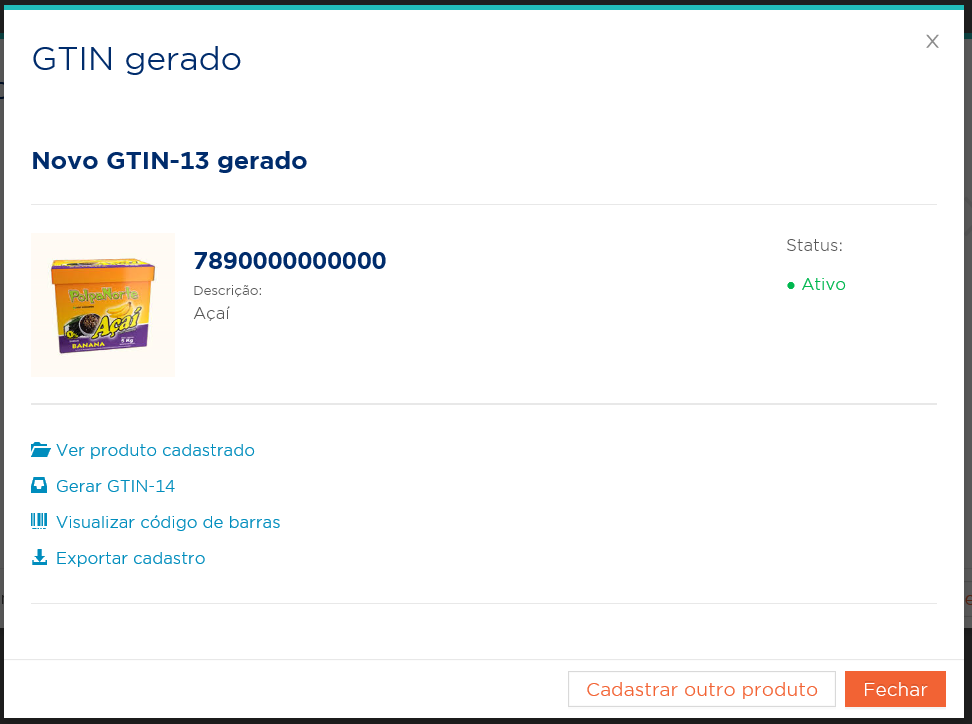 GTIN gerado
X
Novo GTIN-13 gerado
7890000000000
Descrição:
Açaí
Status:
Ativo
PolpaNorte
Açaí
BANANA
5 Kg
Ver produto cadastrado
Gerar GTIN-14
Visualizar código de barras
Exportar cadastro
Cadastrar outro produto
Fechar